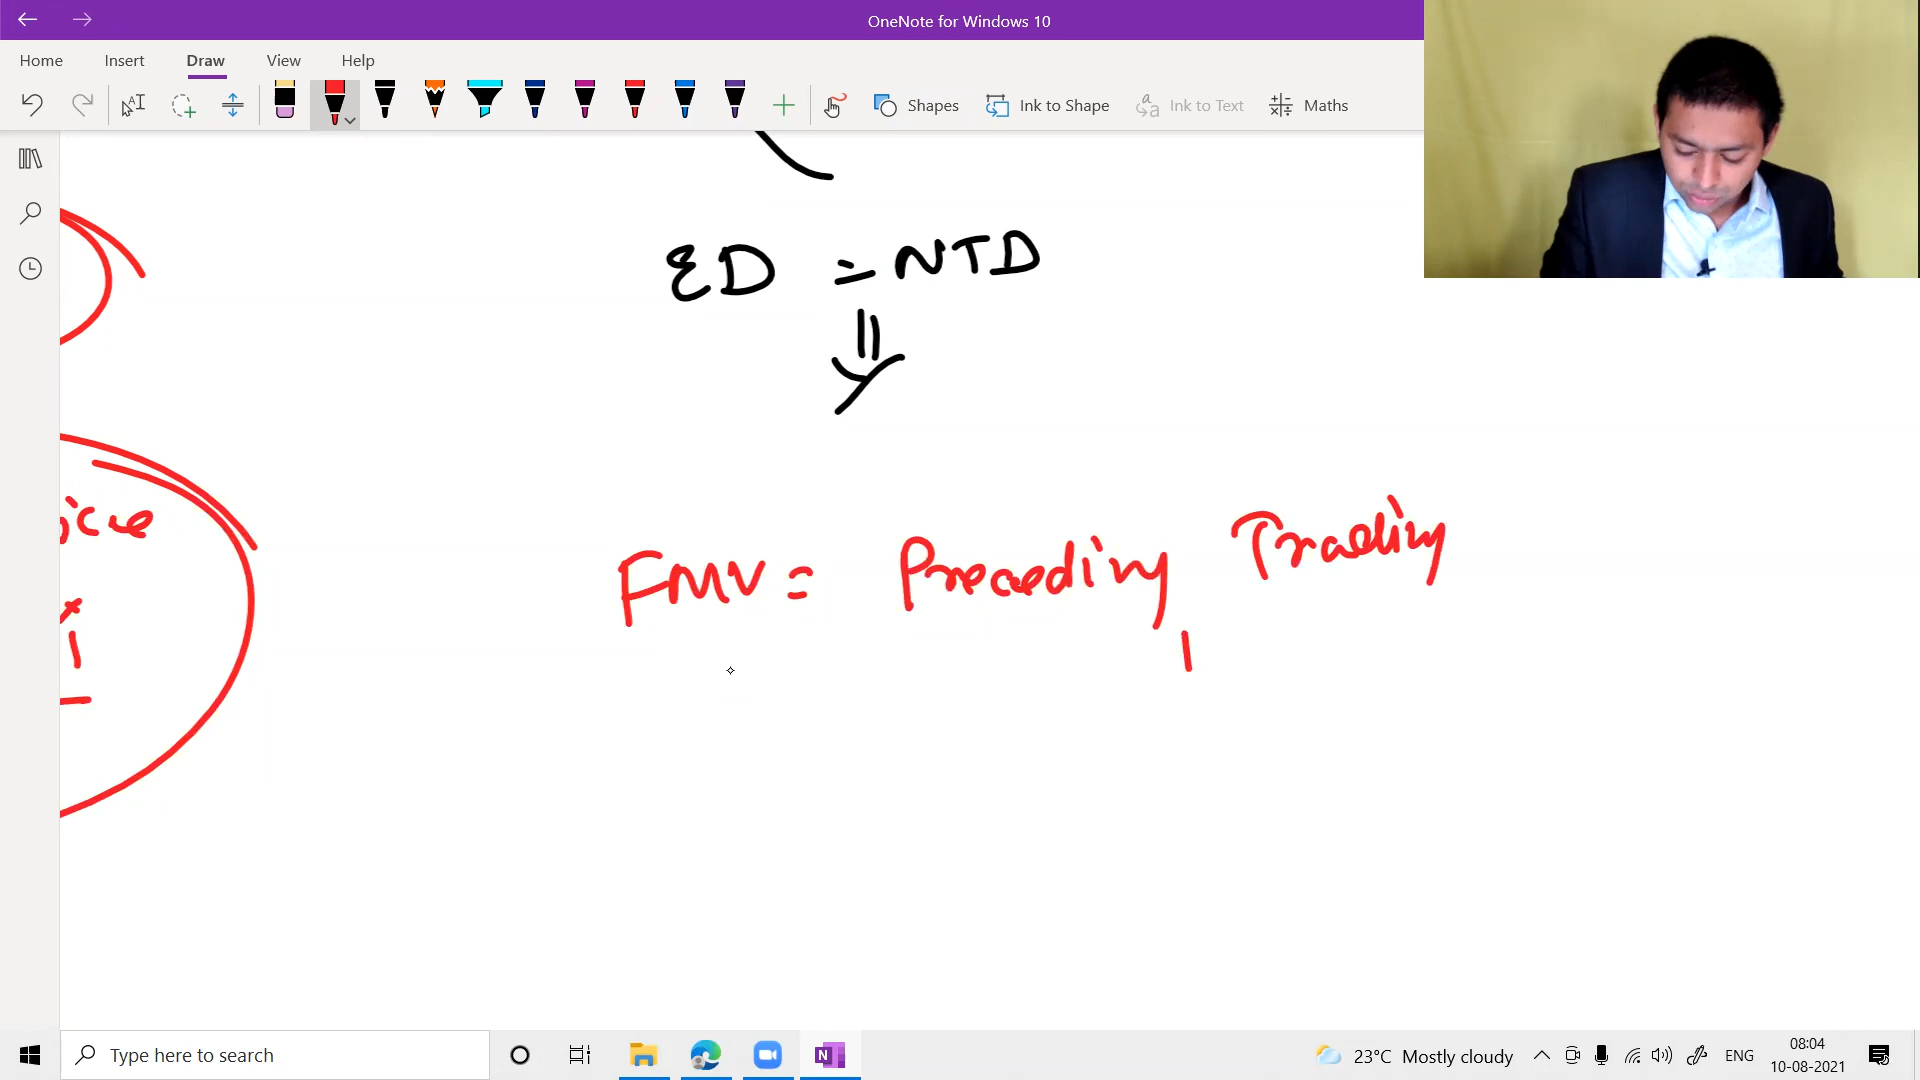 OneNote for Windows 10
Home Insert Draw View Help
Shapes Ink to Shape Ink to Text Maths
ED = NTD
FMV = Preceding Trading
Type here to search
23°C Mostly cloudy ENG 08:04
10-08-2021